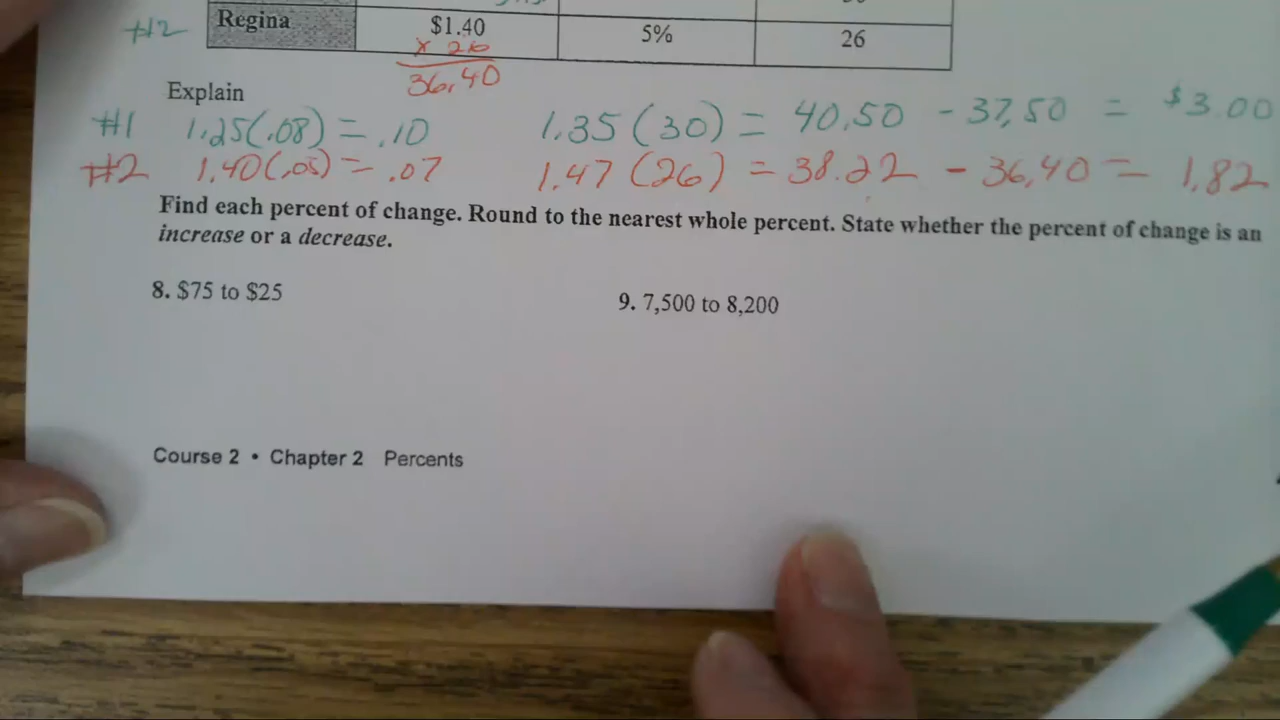 #2 Regina $1.40 5% 26
x 26
36.40
Explain
#1 1.25(.08) = .10 1.35 (30) = 40.50 - 37.50 = $3.00
#2 1.40(.05) = .07 1.47 (26) = 38.22 - 36.40 = 1.82
Find each percent of change. Round to the nearest whole percent. State whether the percent of change is an
increase or a decrease.
8. $75 to $25 9. 7,500 to 8,200
Course 2 • Chapter 2 Percents